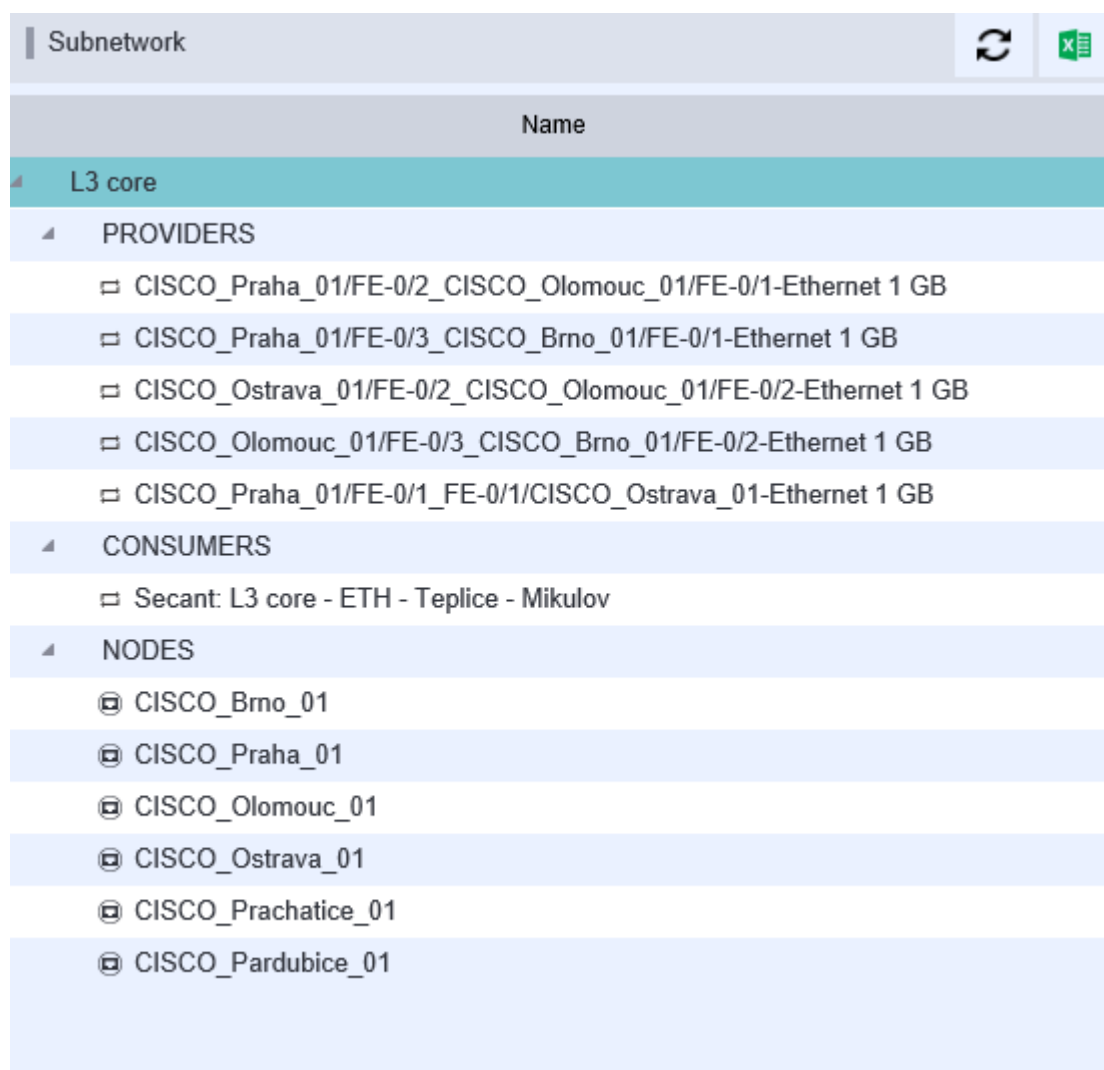 Subnetwork
Name
L3 core
PROVIDERS
CISCO_Praha_01/FE-0/2_CISCO_Olomouc_01/FE-0/1-Ethernet 1 GB
CISCO_Praha_01/FE-0/3_CISCO_Brno_01/FE-0/1-Ethernet 1 GB
CISCO_Ostrava_01/FE-0/2_CISCO_Olomouc_01/FE-0/2-Ethernet 1 GB
CISCO_Olomouc_01/FE-0/3_CISCO_Brno_01/FE-0/2-Ethernet 1 GB
CISCO_Praha_01/FE-0/1_FE-0/1/CISCO_Ostrava_01-Ethernet 1 GB
CONSUMERS
Secant: L3 core - ETH - Teplice - Mikulov
NODES
CISCO_Brno_01
CISCO_Praha_01
CISCO_Olomouc_01
CISCO_Ostrava_01
CISCO_Prachatice_01
CISCO_Pardubice_01